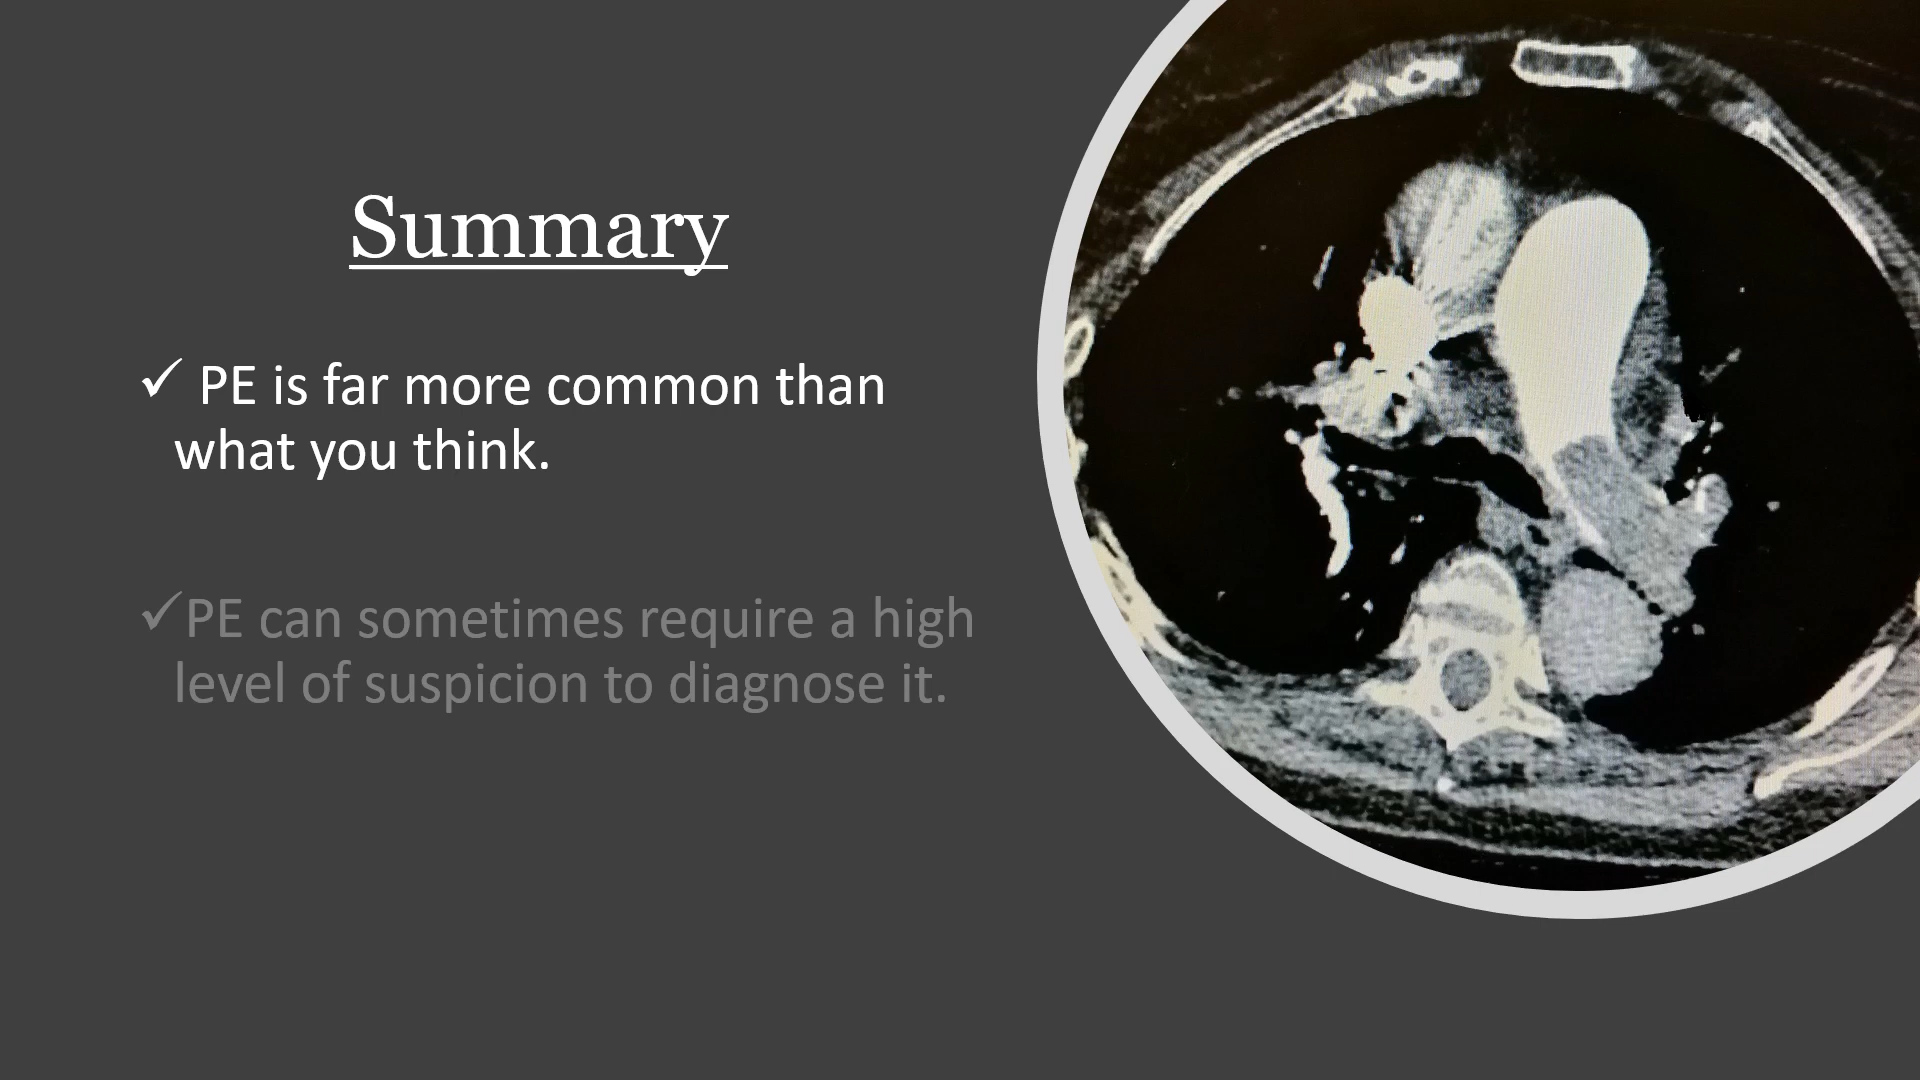 Summary
✓ PE is far more common than
what you think.
✓PE can sometimes require a high
level of suspicion to diagnose it.